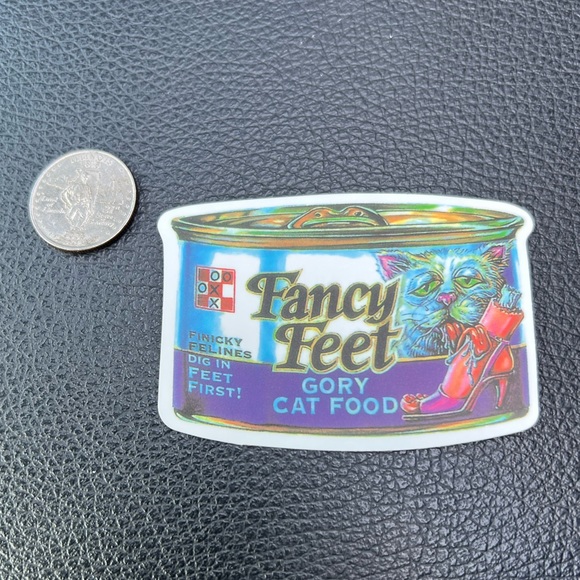 Fancy
Feet
FINICKY
FELINES
DIG IN
FEET
FIRST!
GORY
CAT FOOD